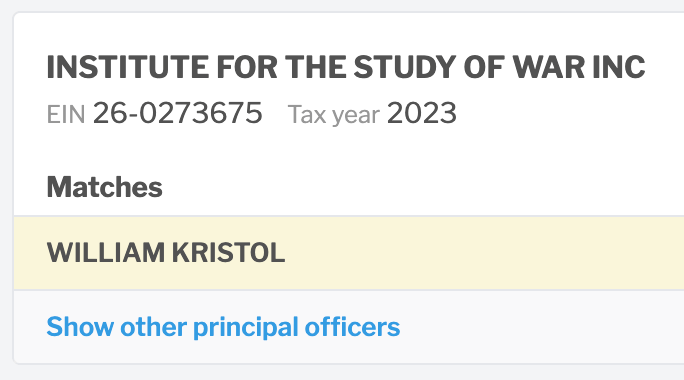 INSTITUTE FOR THE STUDY OF WAR INC
EIN 26-0273675 Tax year 2023
Matches
WILLIAM KRISTOL
Show other principal officers